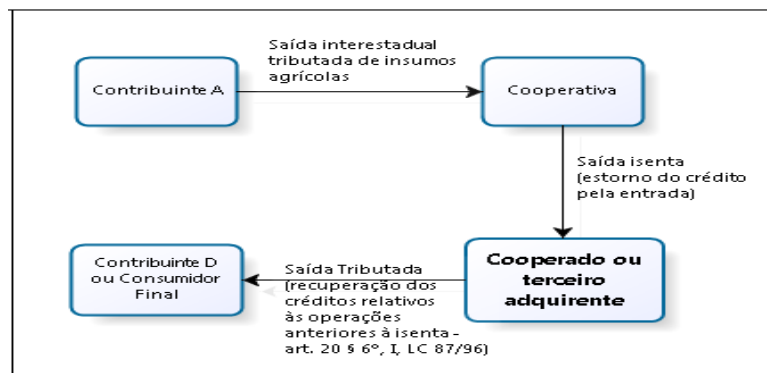 Saída interestadual
tributada de insumos
agrícolas
Contribuinte A
Cooperativa
Saída isenta
(estorno do crédito
pela entrada)
Cooperado ou
terceiro
adquirente
Saída Tributada
(recuperação dos
créditos relativos
às operações
anteriores à isenta -
art. 20 § 6º, I, LC 87/96)
Contribuinte D
ou Consumidor
Final